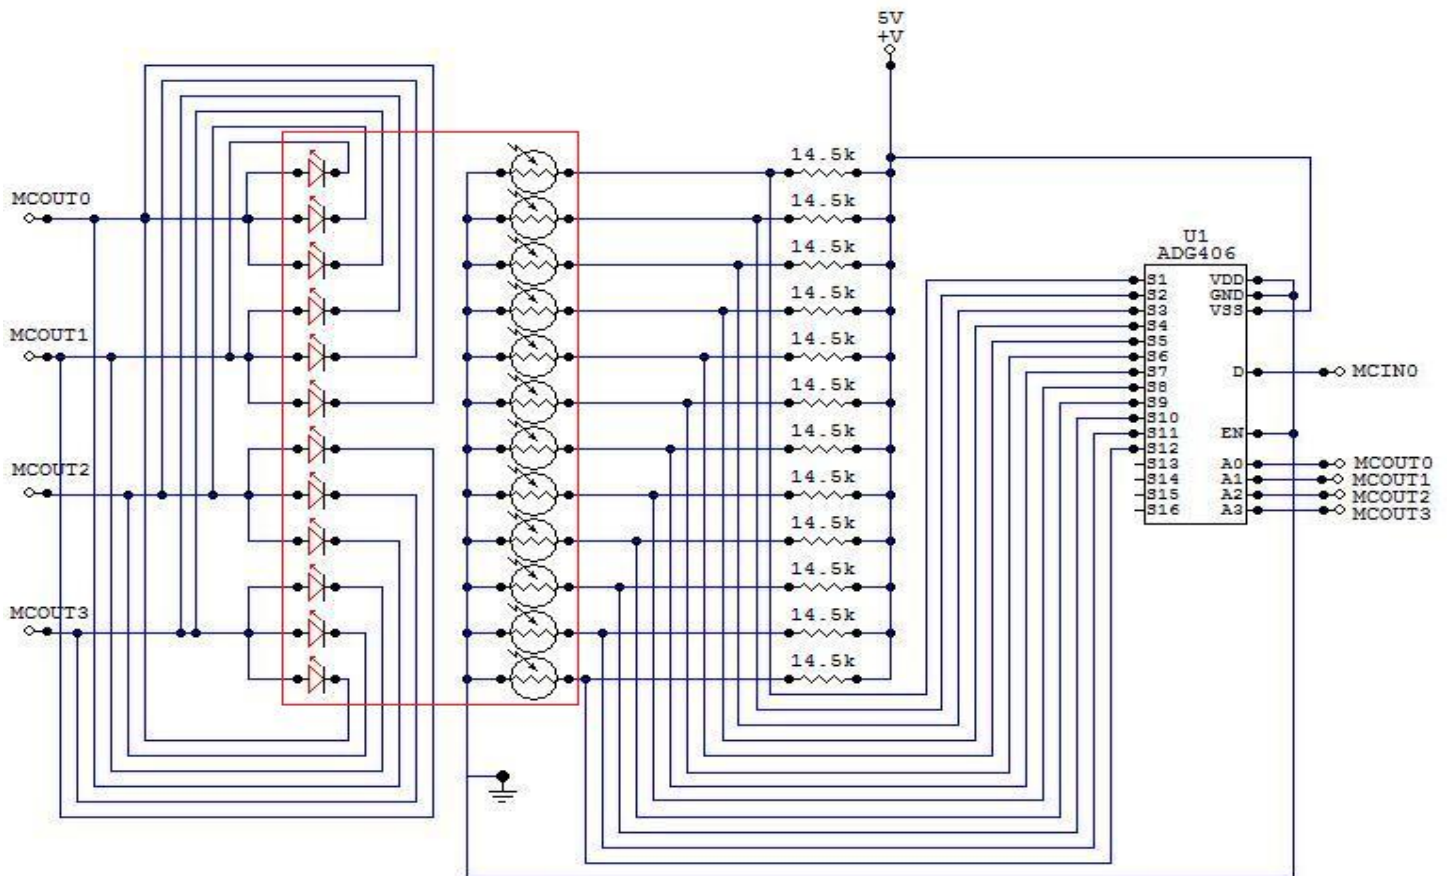 5V
+V
14.5k
MCOUT0
14.5k
14.5k
U1
ADG406
14.5k
MCOUT1
14.5k
14.5k
14.5k
MCOUT2
14.5k
14.5k
14.5k
MCOUT3
14.5k
14.5k
S1 VDD
S2 GND
S3 VSS
S4
S5
S6
S7 D MCIN0
S8
S9
S10
S11 EN
S12
S13 A0 MCOUT0
S14 A1 MCOUT1
S15 A2 MCOUT2
S16 A3 MCOUT3